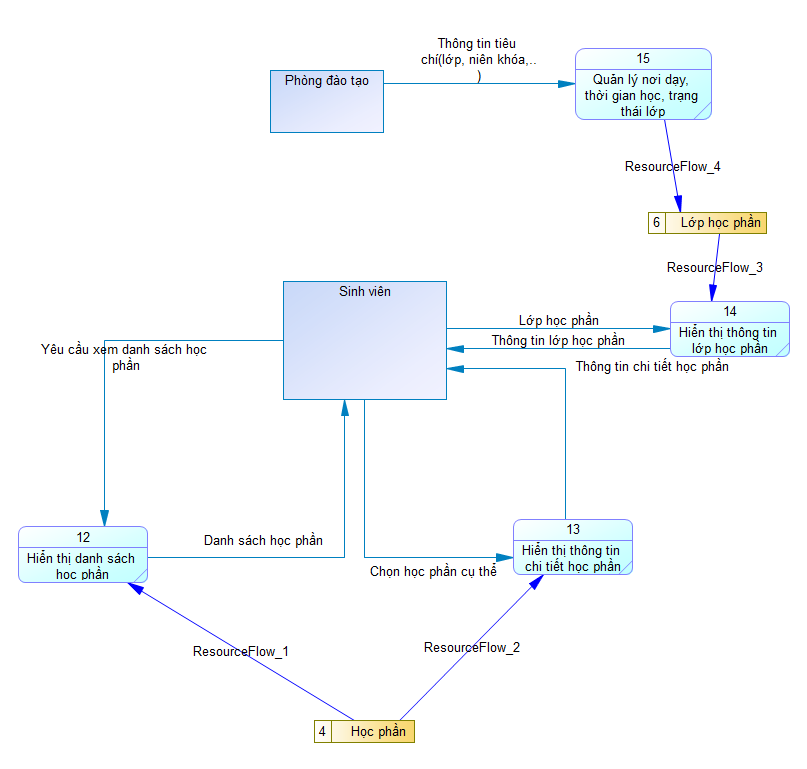 Thông tin tiêu
chí(lớp, niên khóa,..
)
Phòng đào tạo
15
Quản lý nơi dạy,
thời gian học, trạng
thái lớp
ResourceFlow_4
6 Lớp học phần
ResourceFlow_3
Sinh viên
14
Hiển thị thông tin
lớp học phần
Lớp học phần
Thông tin lớp học phần
Thông tin chi tiết học phần
Yêu cầu xem danh sách học
phần
12
Hiển thị danh sách
học phần
Danh sách học phần
13
Hiển thị thông tin
chi tiết học phần
Chọn học phần cụ thể
ResourceFlow_1
ResourceFlow_2
4 Học phần